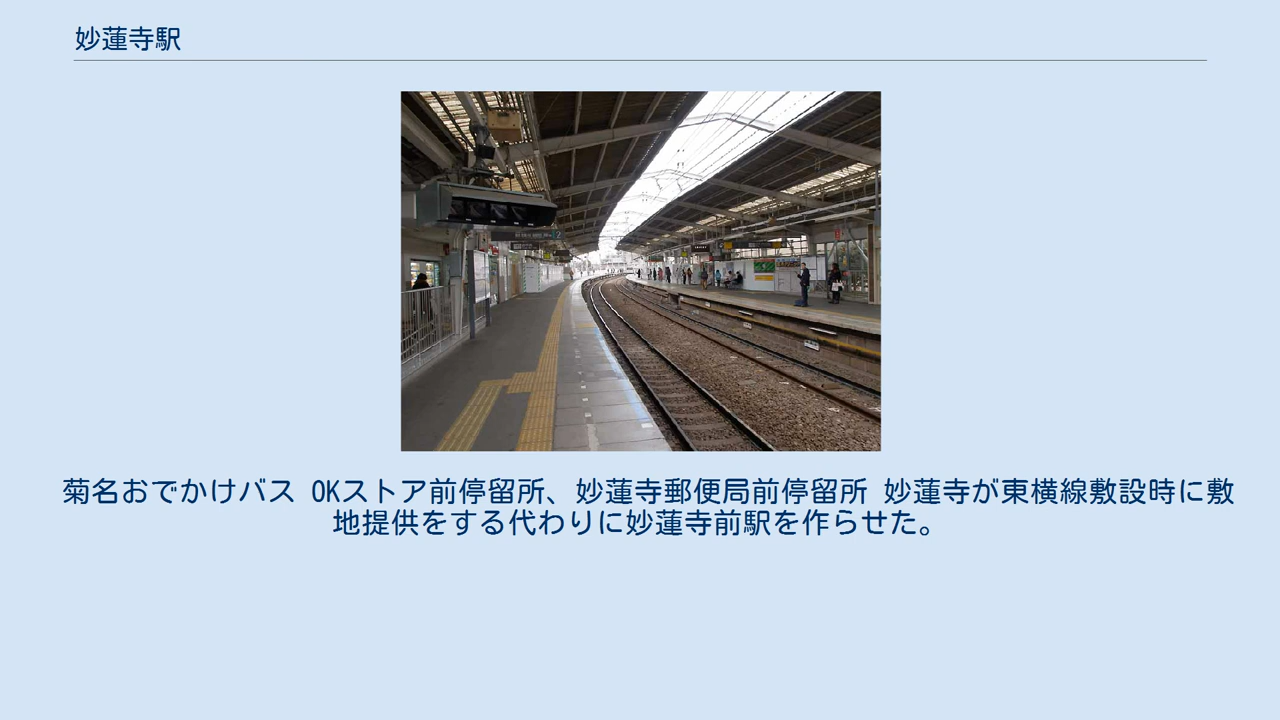 妙蓮寺駅
菊名おでかけバス OKストア前停留所、妙蓮寺郵便局前停留所 妙蓮寺が東横線敷設時に敷
地提供をする代わりに妙蓮寺前駅を作らせた。